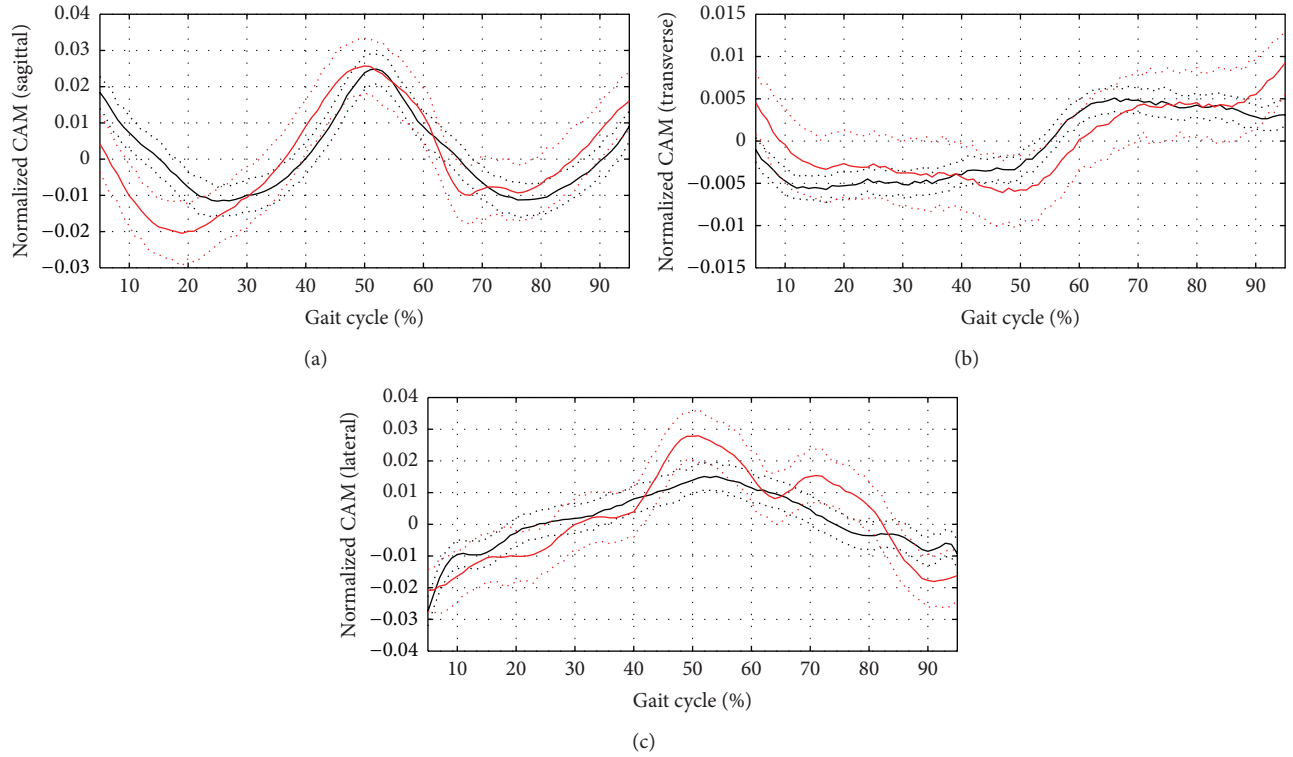 Normalized CAM (sagittal)
0.04
0.03
0.02
0.01
0
−0.01
−0.02
−0.03
10 20 30 40 50 60 70 80 90
Gait cycle (%)
(a)
Normalized CAM (transverse)
0.015
0.01
0.005
0
−0.005
−0.01
−0.015
10 20 30 40 50 60 70 80 90
Gait cycle (%)
(b)
Normalized CAM (lateral)
0.04
0.03
0.02
0.01
0
−0.01
−0.02
−0.03
−0.04
10 20 30 40 50 60 70 80 90
Gait cycle (%)
(c)